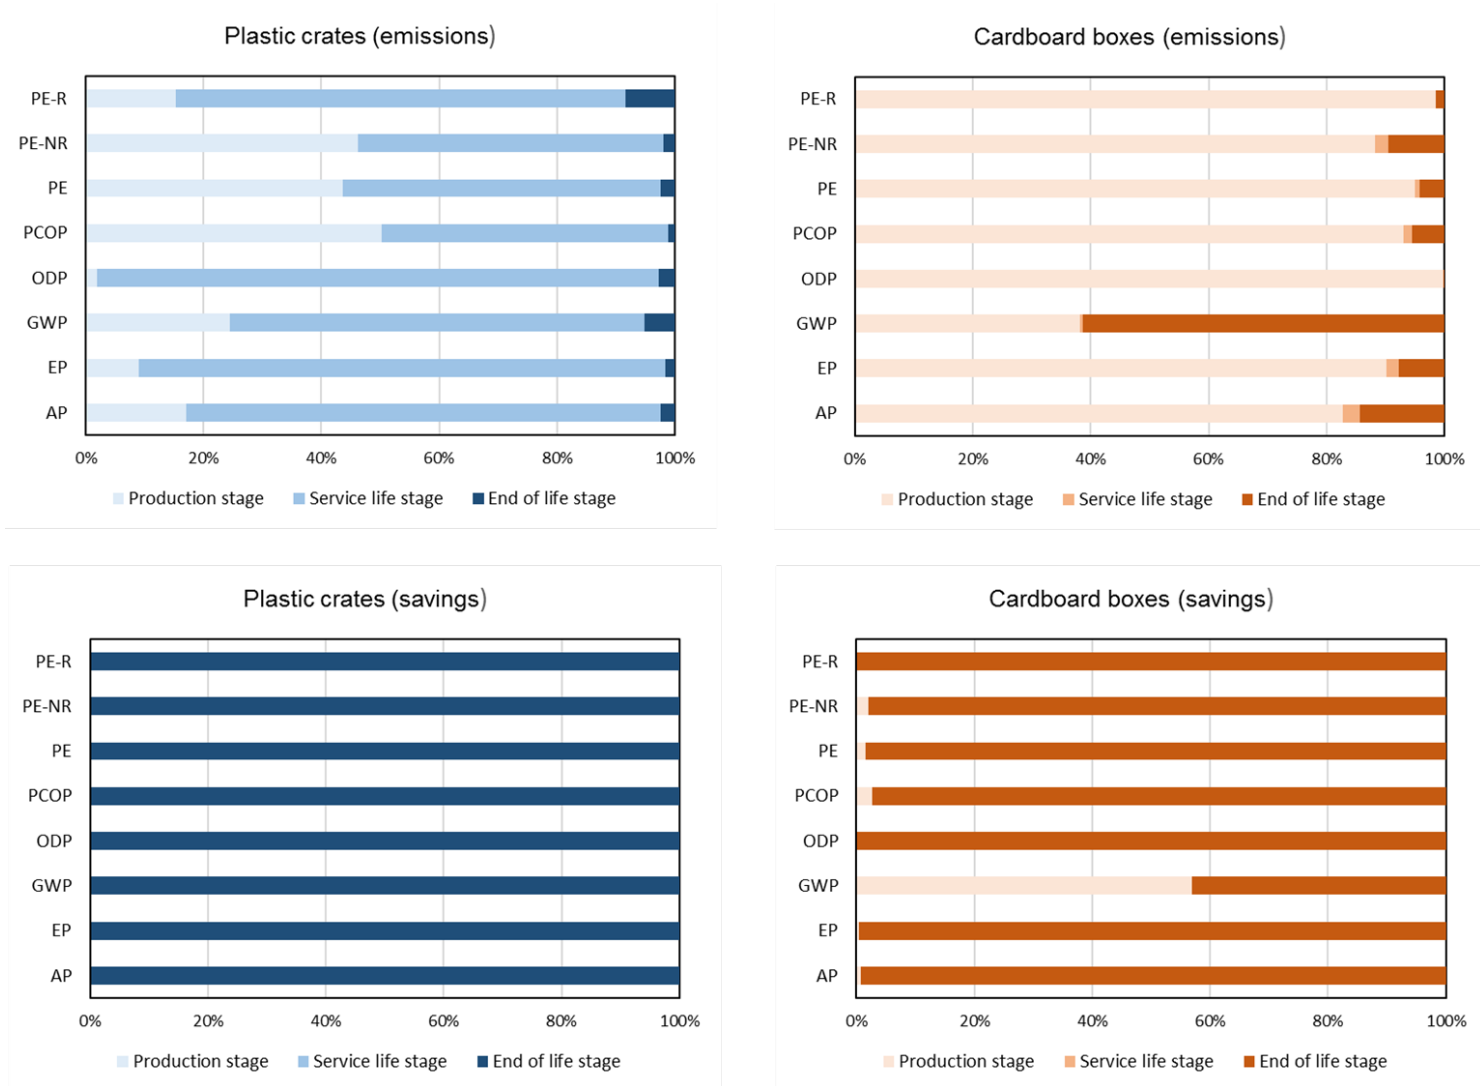 Plastic crates (emissions)
PE-R
PE-NR
PE
PCOP
ODP
GWP
EP
AP
0% 20% 40% 60% 80% 100%
Production stage Service life stage End of life stage
Cardboard boxes (emissions)
PE-R
PE-NR
PE
PCOP
ODP
GWP
EP
AP
0% 20% 40% 60% 80% 100%
Production stage Service life stage End of life stage
Plastic crates (savings)
PE-R
PE-NR
PE
PCOP
ODP
GWP
EP
AP
0% 20% 40% 60% 80% 100%
Production stage Service life stage End of life stage
Cardboard boxes (savings)
PE-R
PE-NR
PE
PCOP
ODP
GWP
EP
AP
0% 20% 40% 60% 80% 100%
Production stage Service life stage End of life stage